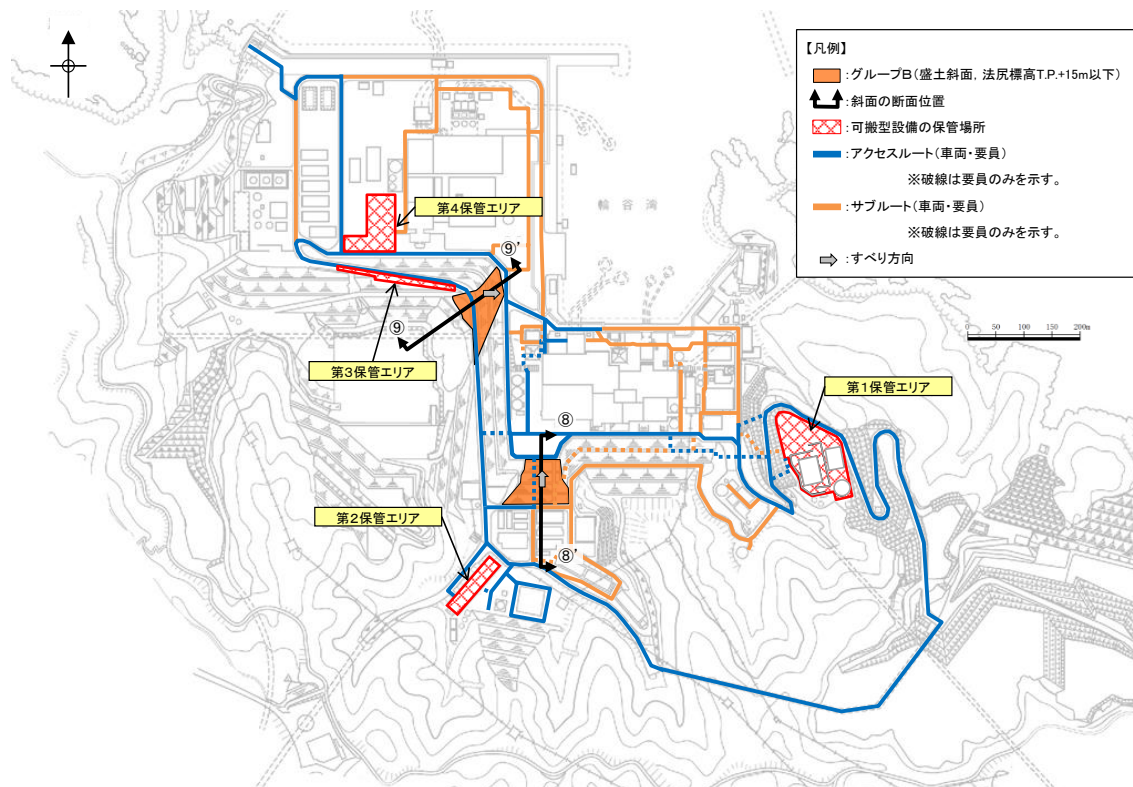 【凡例】
:グループB(盛土斜面, 法尻標高T.P.+15m以下)
:斜面の断面位置
:可搬型設備の保管場所
:アクセスルート(車両・要員)
※破線は要員のみを示す。
:サブルート(車両・要員)
※破線は要員のみを示す。
:すべり方向
輪谷湾
第4保管エリア
⑨'
⑨
第3保管エリア
0 50 100 150 200m
第1保管エリア
⑧
第2保管エリア
⑧'